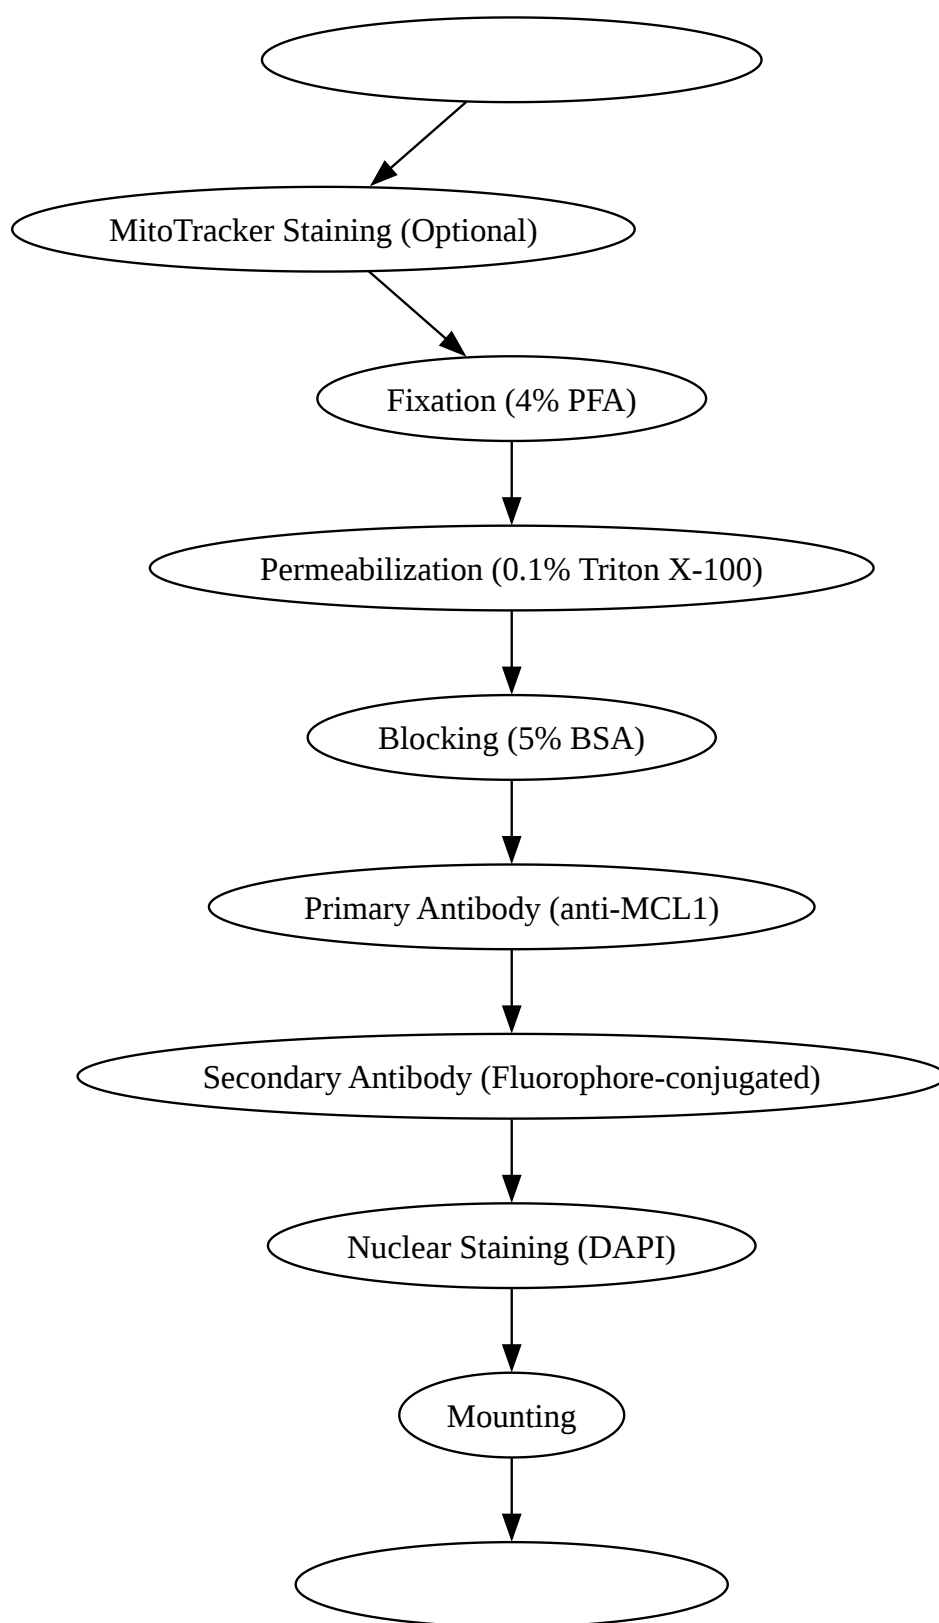 MitoTracker Staining (Optional)
Fixation (4% PFA)
Permeabilization (0.1% Triton X-100)
Blocking (5% BSA)
Primary Antibody (anti-MCL1)
Secondary Antibody (Fluorophore-conjugated)
Nuclear Staining (DAPI)
Mounting